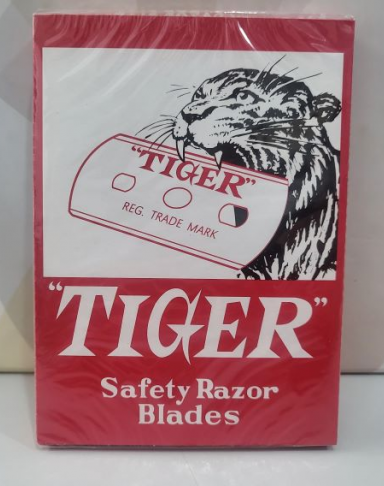 "TIGER"
REG. TRADE MARK
"TIGER"
Safety Razor
Blades